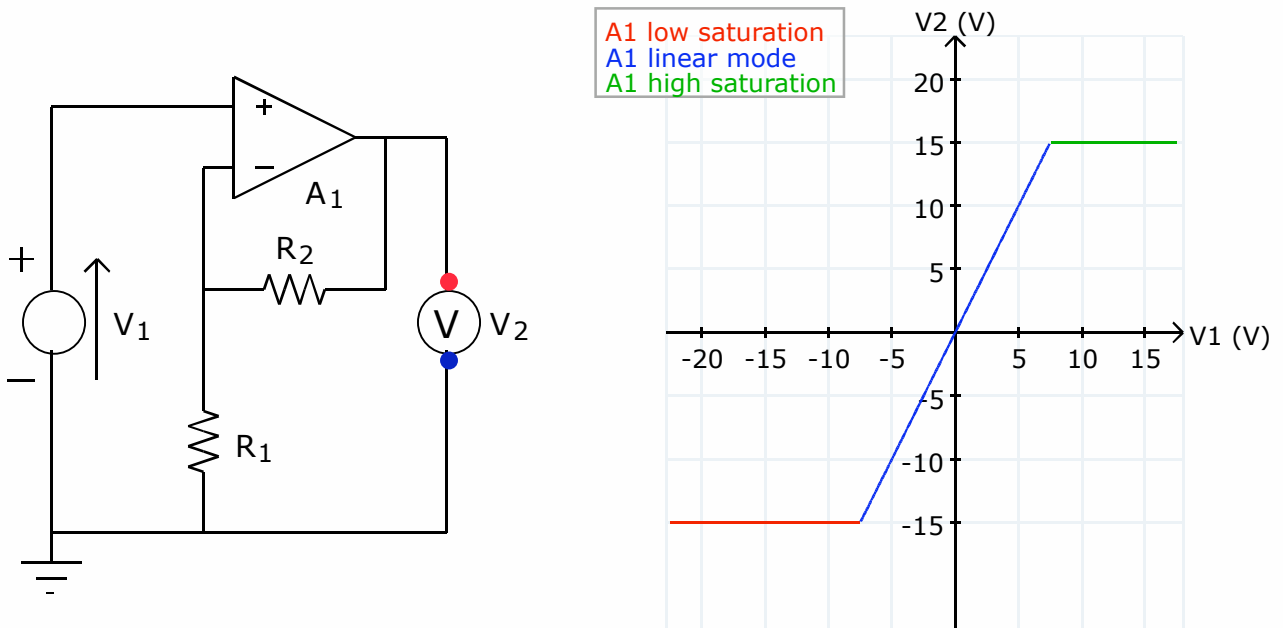 A1 low saturation
A1 linear mode
A1 high saturation
V2 (V)
20
15
10
5
-20 -15 -10 -5 5 10 15
V1 (V)
-5
-10
-15
+
−
A1
R2
+
V1
−
V
V2
R1